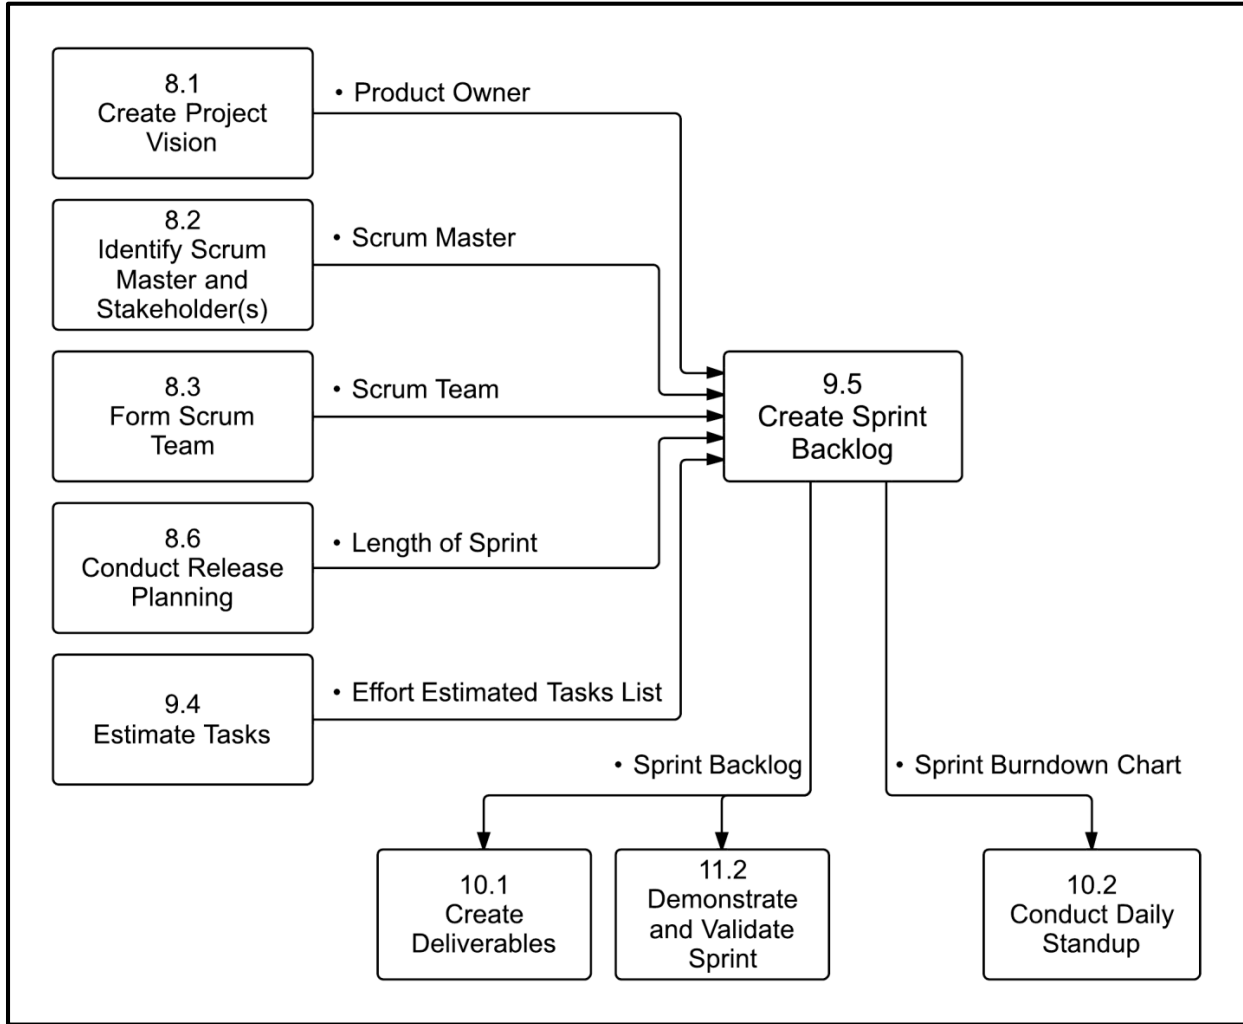 8.1
Create Project
Vision
• Product Owner
8.2
Identify Scrum
Master and
Stakeholder(s)
• Scrum Master
8.3
Form Scrum
Team
• Scrum Team
9.5
Create Sprint
Backlog
8.6
Conduct Release
Planning
• Length of Sprint
9.4
Estimate Tasks
• Effort Estimated Tasks List
• Sprint Backlog
• Sprint Burndown Chart
10.1
Create
Deliverables
11.2
Demonstrate
and Validate
Sprint
10.2
Conduct Daily
Standup